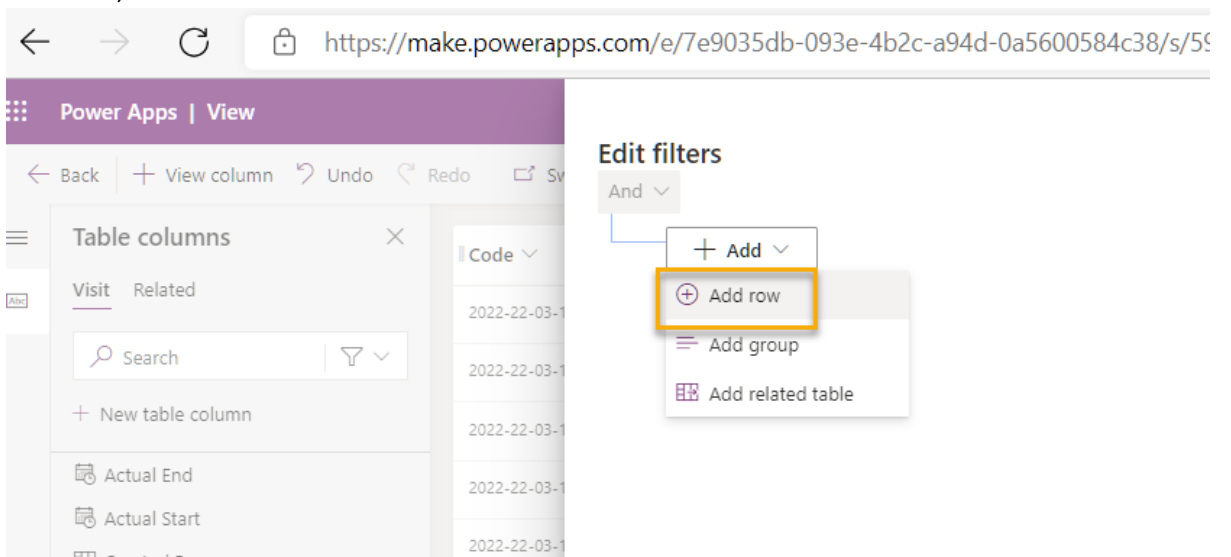 https://make.powerapps.com/e/7e9035db-093e-4b2c-a94d-0a5600584c38/s/59
Power Apps | View
Back
View column
Undo
Redo
Edit filters
And
Add
Add row
Add group
Add related table
Table columns
Visit Related
Search
New table column
Actual End
Actual Start
Code
2022-22-03-1
2022-22-03-1
2022-22-03-1
2022-22-03-1
2022-22-03-1
Abc